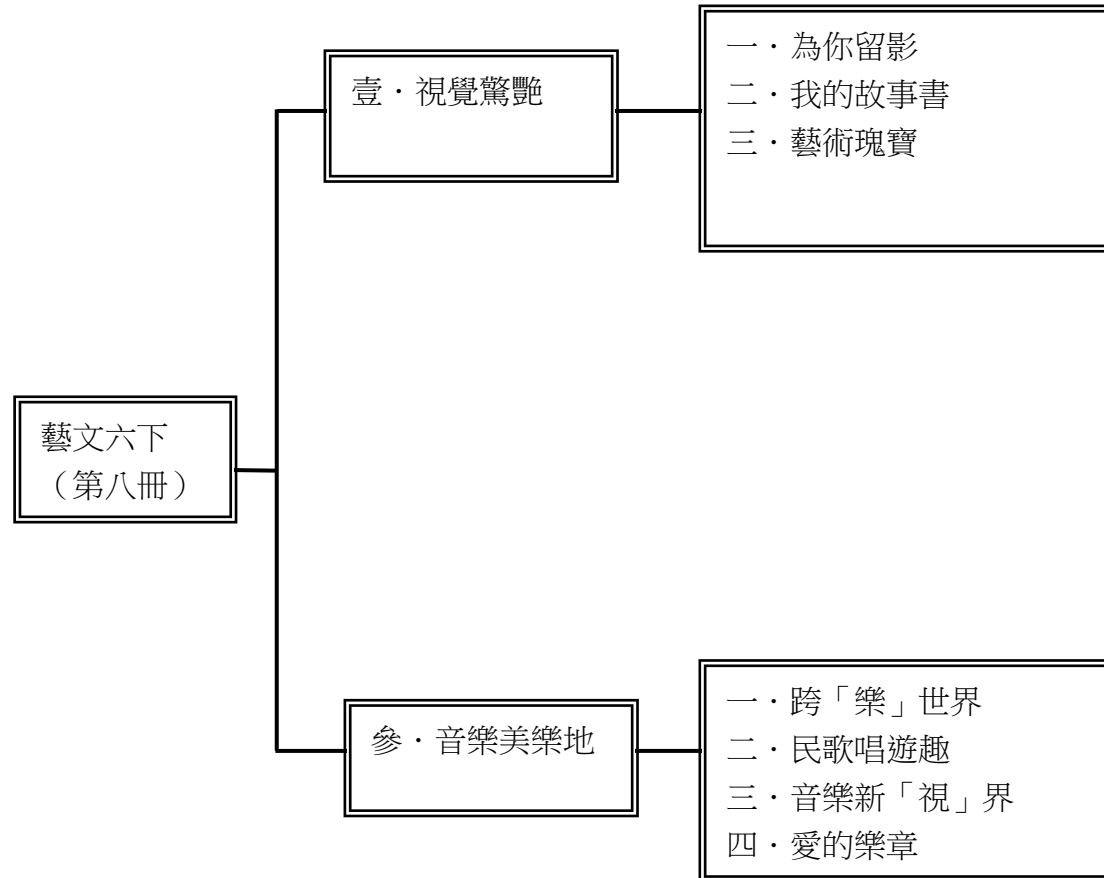 藝文六下
（第八冊）
壹．視覺驚艷
一．為你留影
二．我的故事書
三．藝術瑰寶
參．音樂美樂地
一．跨「樂」世界
二．民歌唱遊趣
三．音樂新「視」界
四．愛的樂章